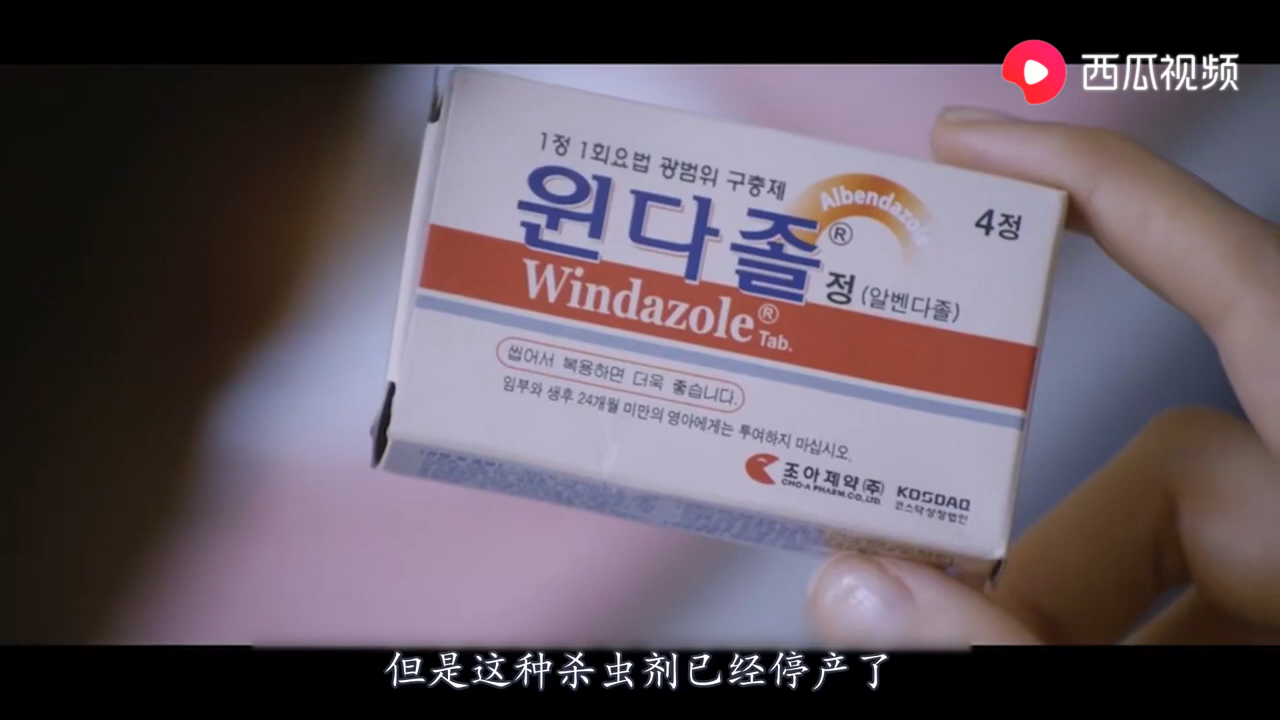 西瓜视频
1정 1회요법 광범위 구충제
Albendazole
4정
윈다졸® 정 (알벤다졸)
Windazole® Tab.
씹어서 복용하면 더욱 좋습니다.
임부와 생후 24개월 미만의 영아에게는 투여하지 마십시오.
조아제약(주)
CHO-A PHARM.CO.,LTD.
KOSDAQ
코스닥상장법인
但是这种杀虫剂已经停产了